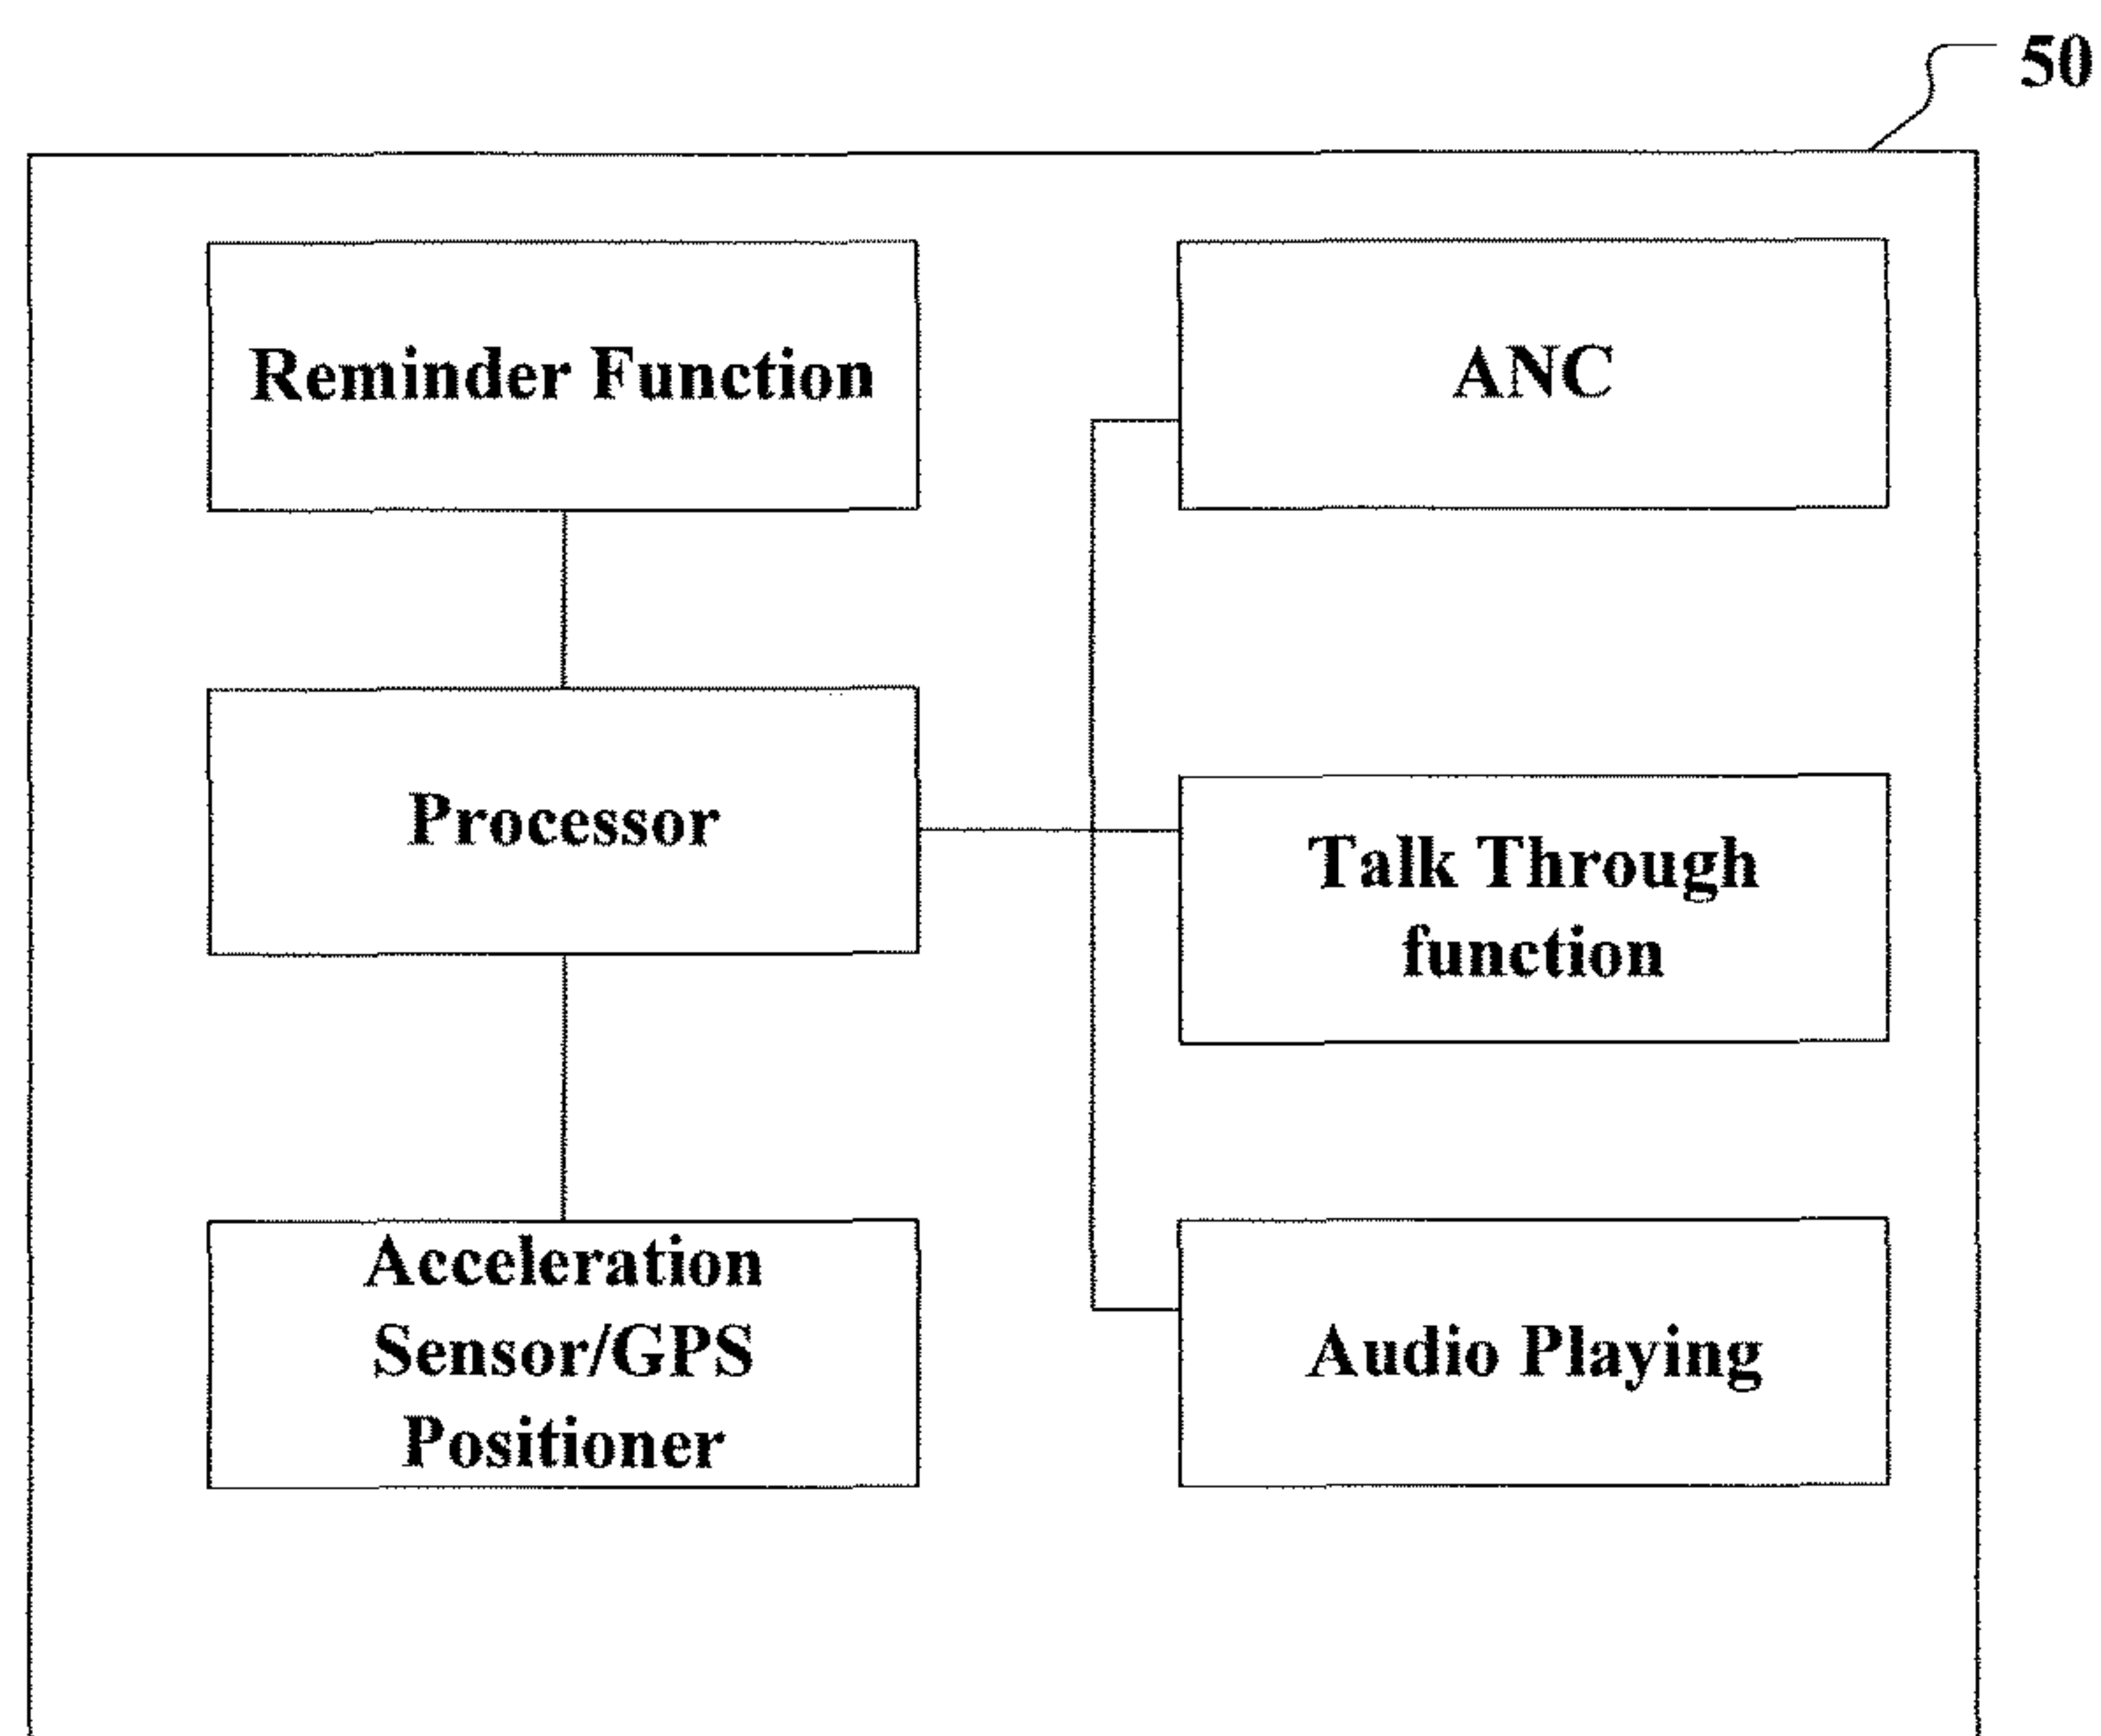 50
Reminder Function
ANC
Processor
Talk Through
function
Acceleration
Sensor/GPS
Positioner
Audio Playing